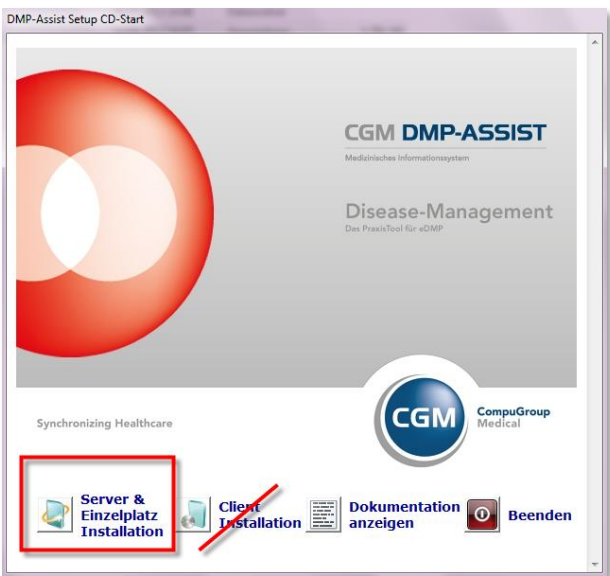 DMP-Assist Setup CD-Start
CGM DMP-ASSIST
Medizinisches Informationssystem
Disease-Management
Das PraxisTool für eDMP
Synchronizing Healthcare
CGM
CompuGroup
Medical
Server &
Einzelplatz
Installation
Client
Installation
Dokumentation
anzeigen
Beenden